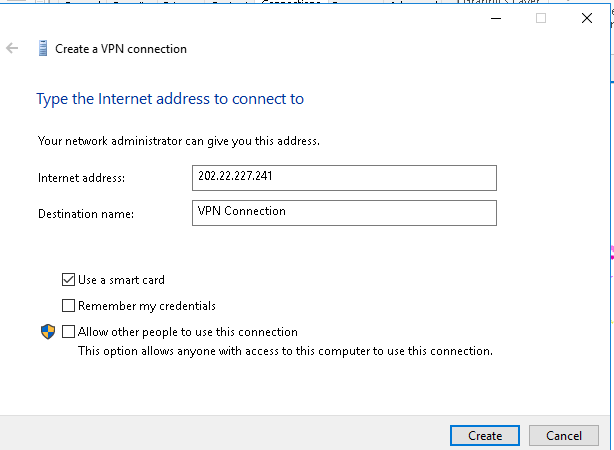 Create a VPN connection
Type the Internet address to connect to
Your network administrator can give you this address.
Internet address: 202.22.227.241
Destination name: VPN Connection
Use a smart card
Remember my credentials
Allow other people to use this connection
This option allows anyone with access to this computer to use this connection.
Create Cancel